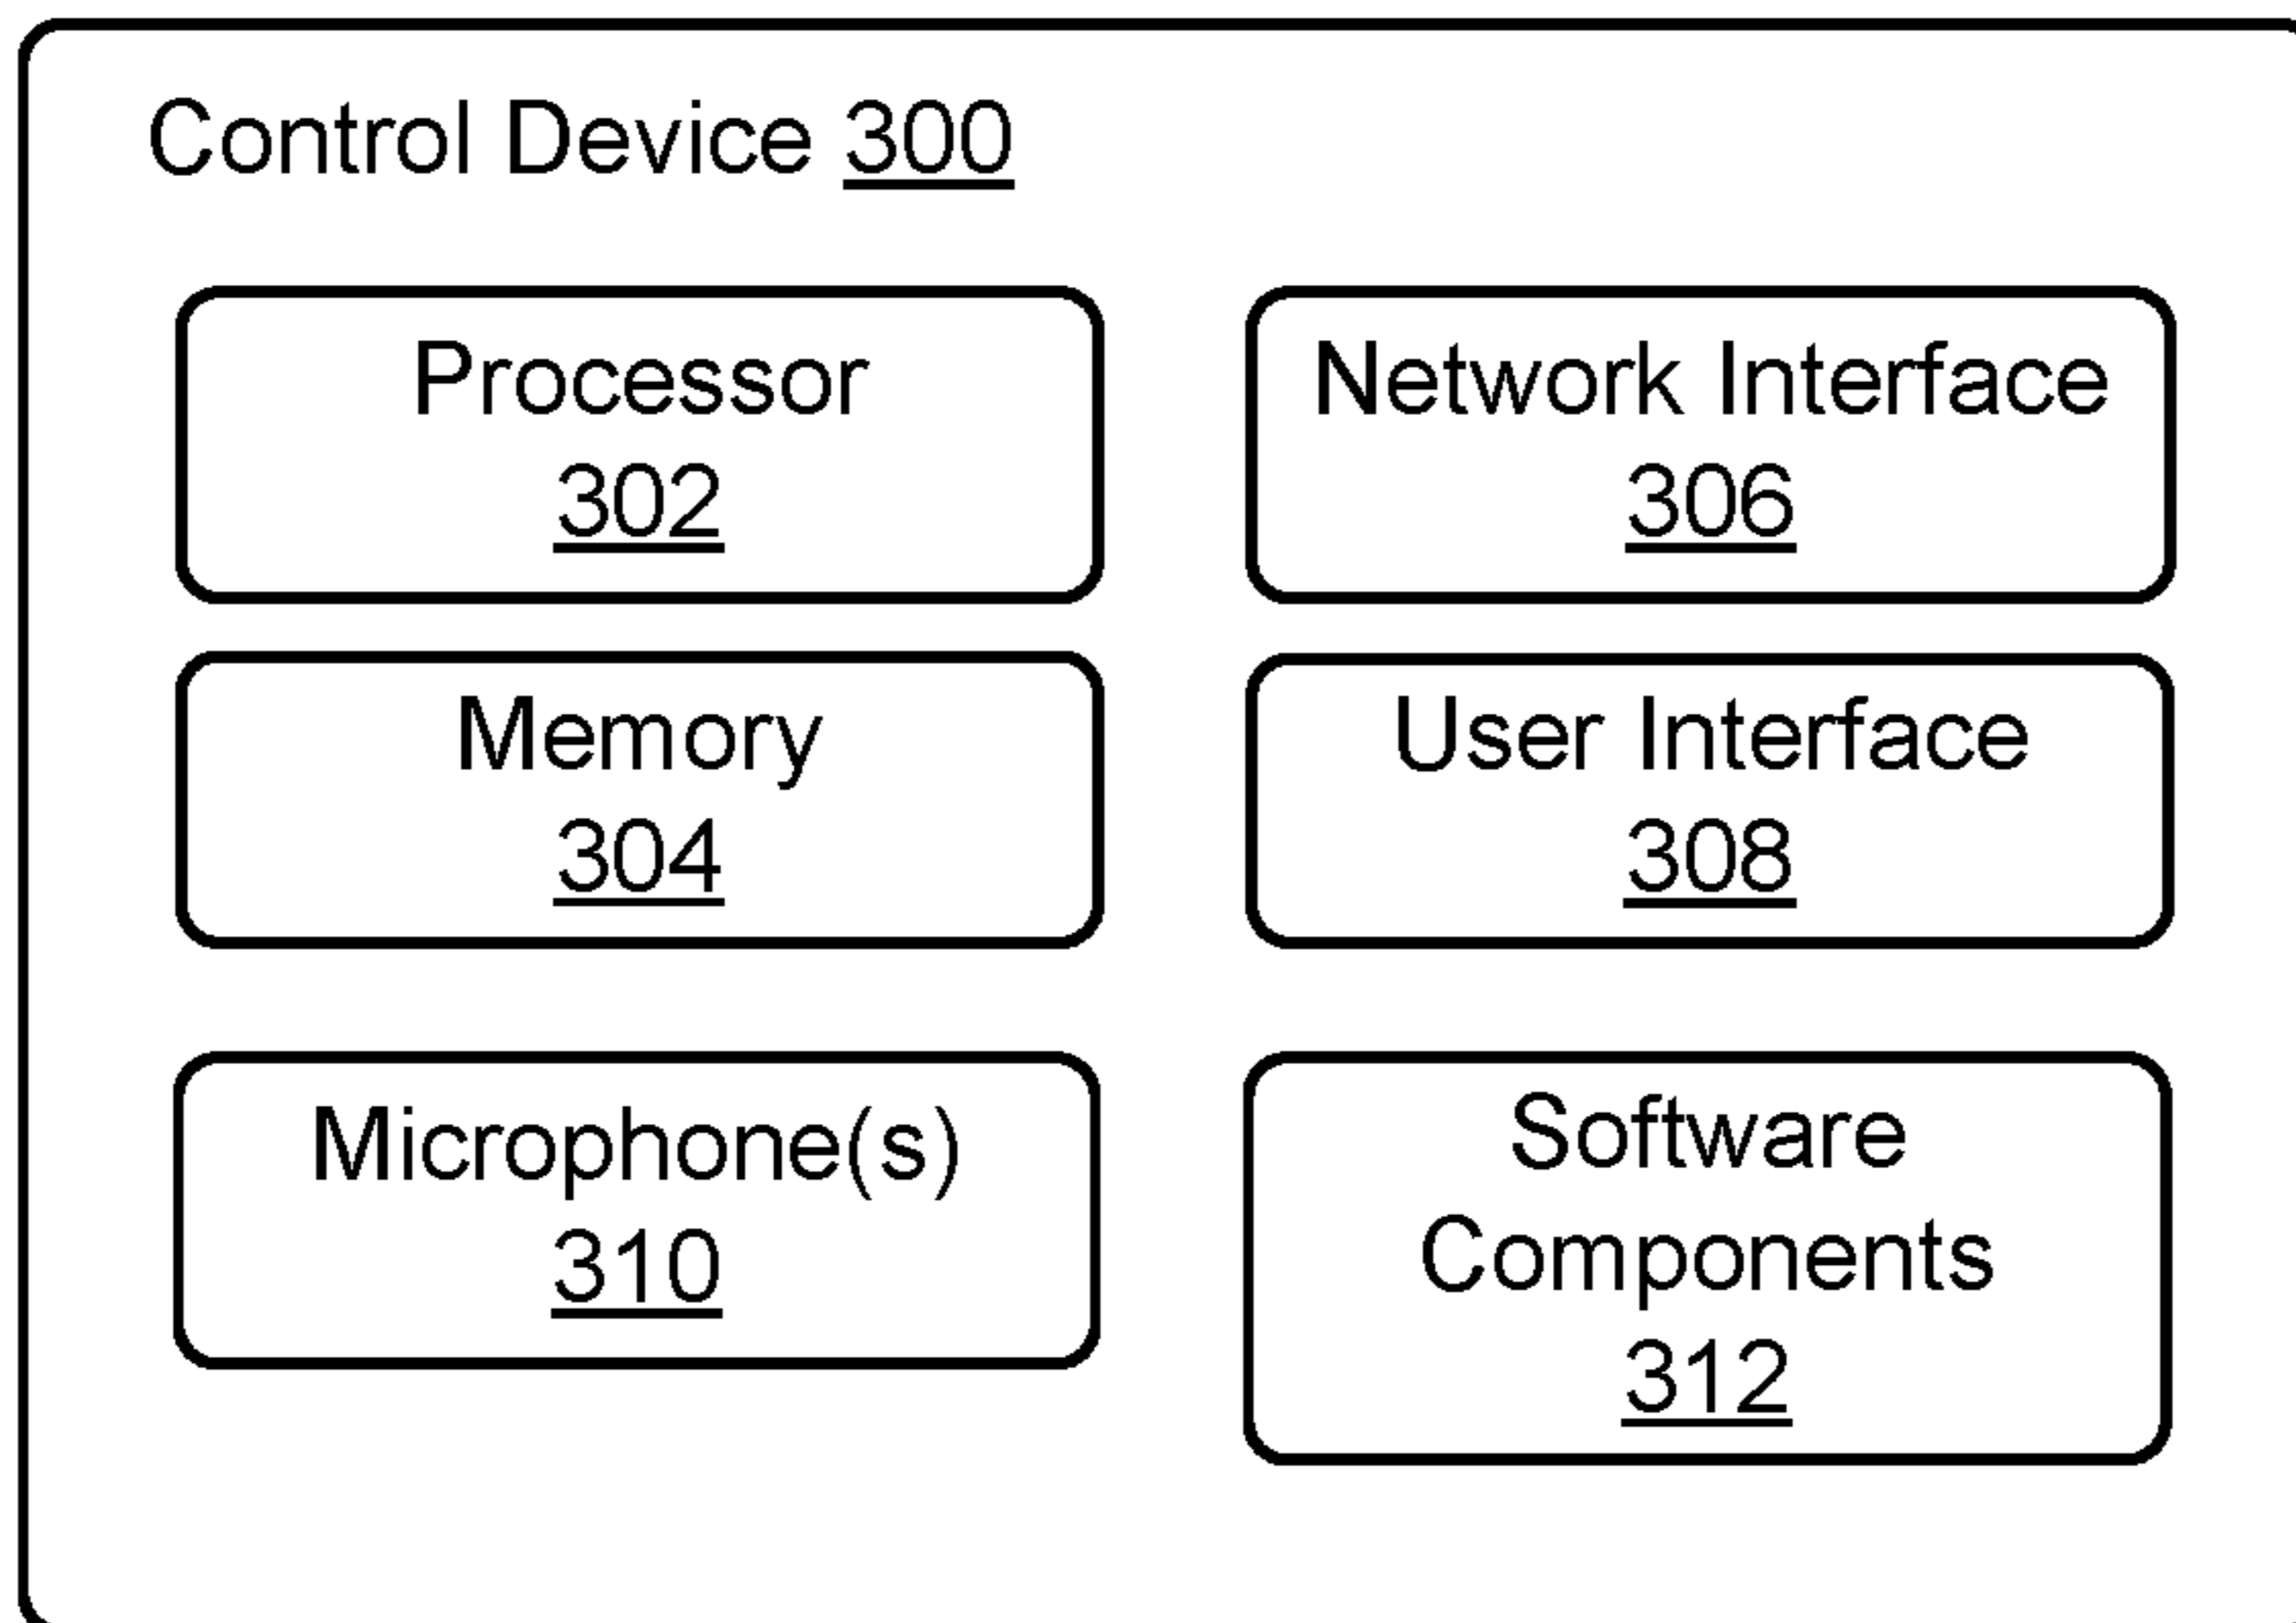 Control Device 300
Processor
302
Network Interface
306
Memory
304
User Interface
308
Microphone(s)
310
Software
Components
312